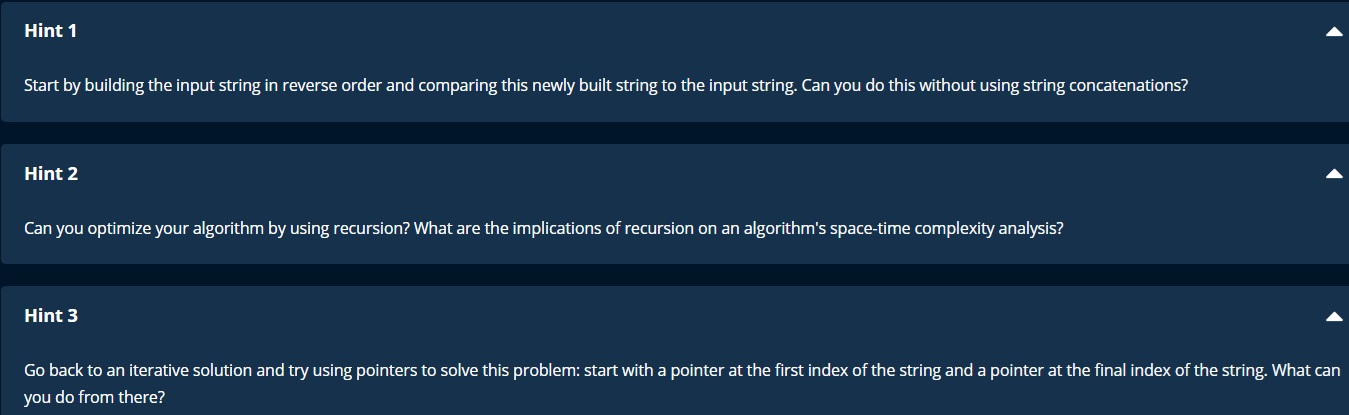 Hint 1
Start by building the input string in reverse order and comparing this newly built string to the input string. Can you do this without using string concatenations?
Hint 2
Can you optimize your algorithm by using recursion? What are the implications of recursion on an algorithm's space-time complexity analysis?
Hint 3
Go back to an iterative solution and try using pointers to solve this problem: start with a pointer at the first index of the string and a pointer at the final index of the string. What can
you do from there?